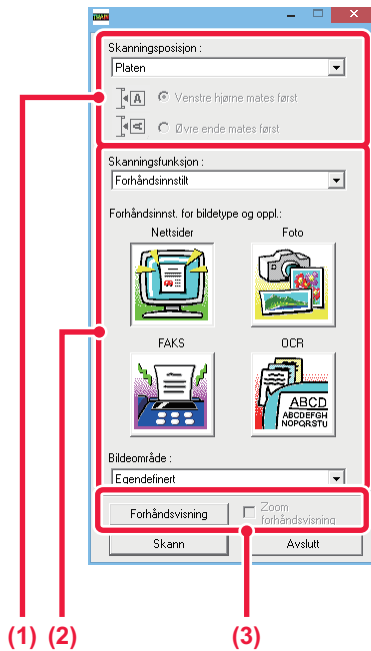 Skanningsposisjon :
Platen
A Venstre hjørne mates først
A Øvre ende mates først
Skanningsfunksjon :
Forhåndsinnstilt
Forhåndsinnst. for bildetype og oppl.:
Nettsider Foto
FAKS OCR
ABCD
ABCDEFGH
NOPQRSTU
Bildeområde :
Egendefinert
Forhåndsvisning Zoom forhåndsvisning
Skann Avslutt
(1) (2) (3)